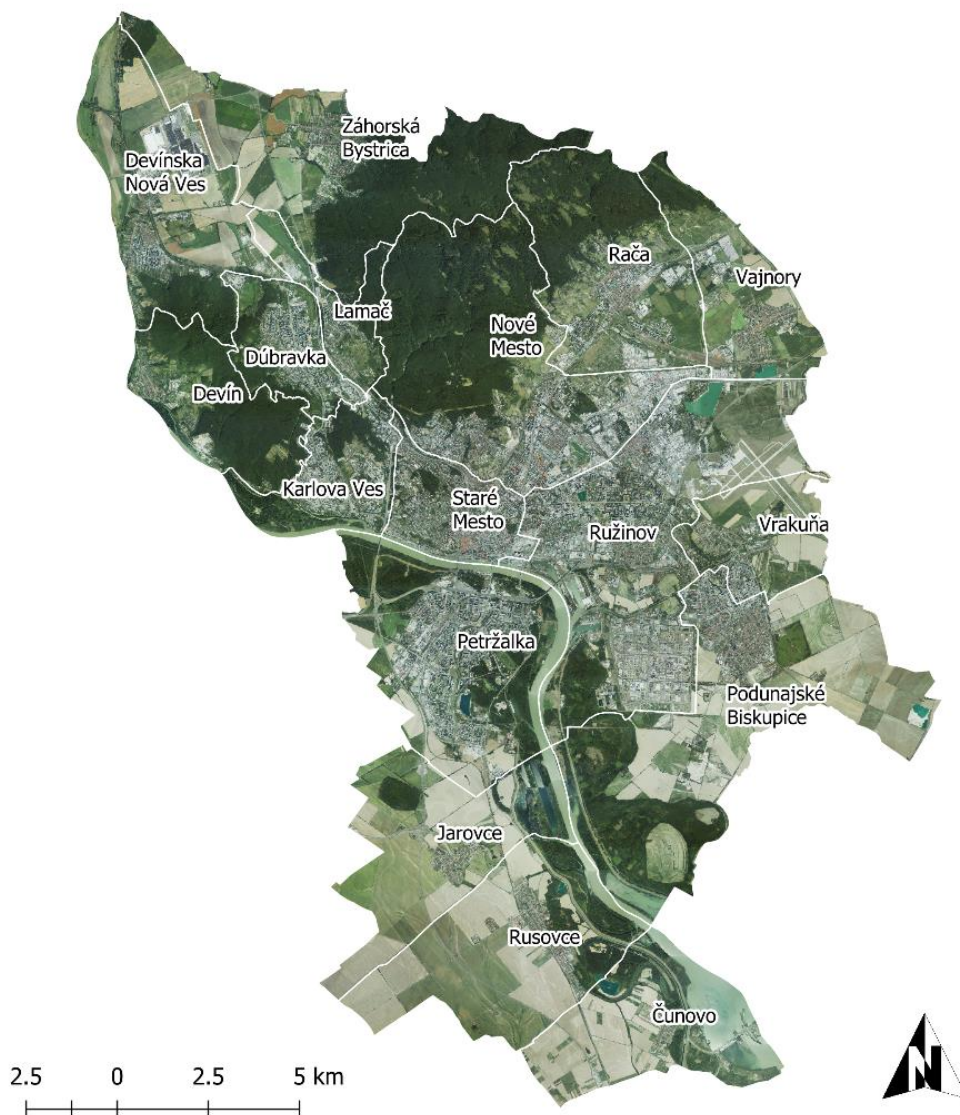 Záhorská
Bystrica
Devínska
Nová Ves
Rača
Vajnory
Lamač
Nové
Mesto
Dúbravka
Devín
Karlova Ves
Staré
Mesto
Ružinov
Vrakuňa
Petržalka
Podunajské
Biskupice
Jarovce
Rusovce
Čunovo
2.5 0 2.5 5 km
N